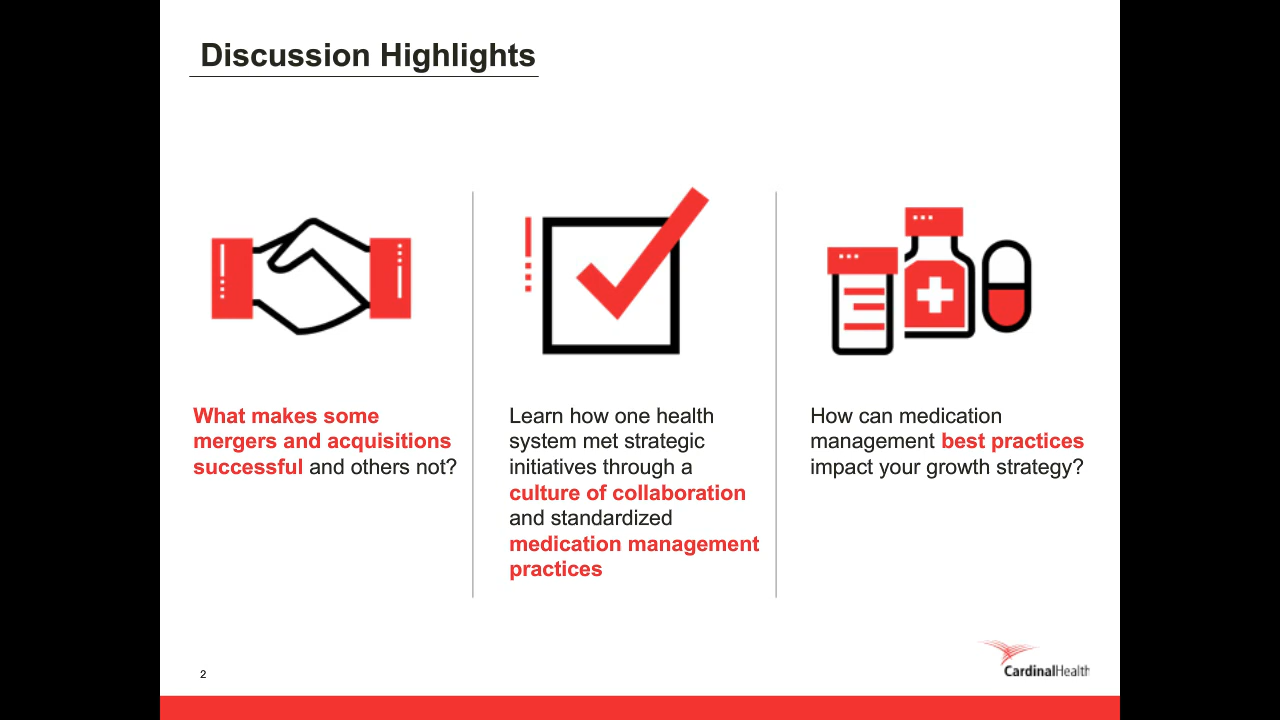 Discussion Highlights
What makes some
mergers and acquisitions
successful and others not?
Learn how one health
system met strategic
initiatives through a
culture of collaboration
and standardized
medication management
practices
How can medication
management best practices
impact your growth strategy?
2
CardinalHealth